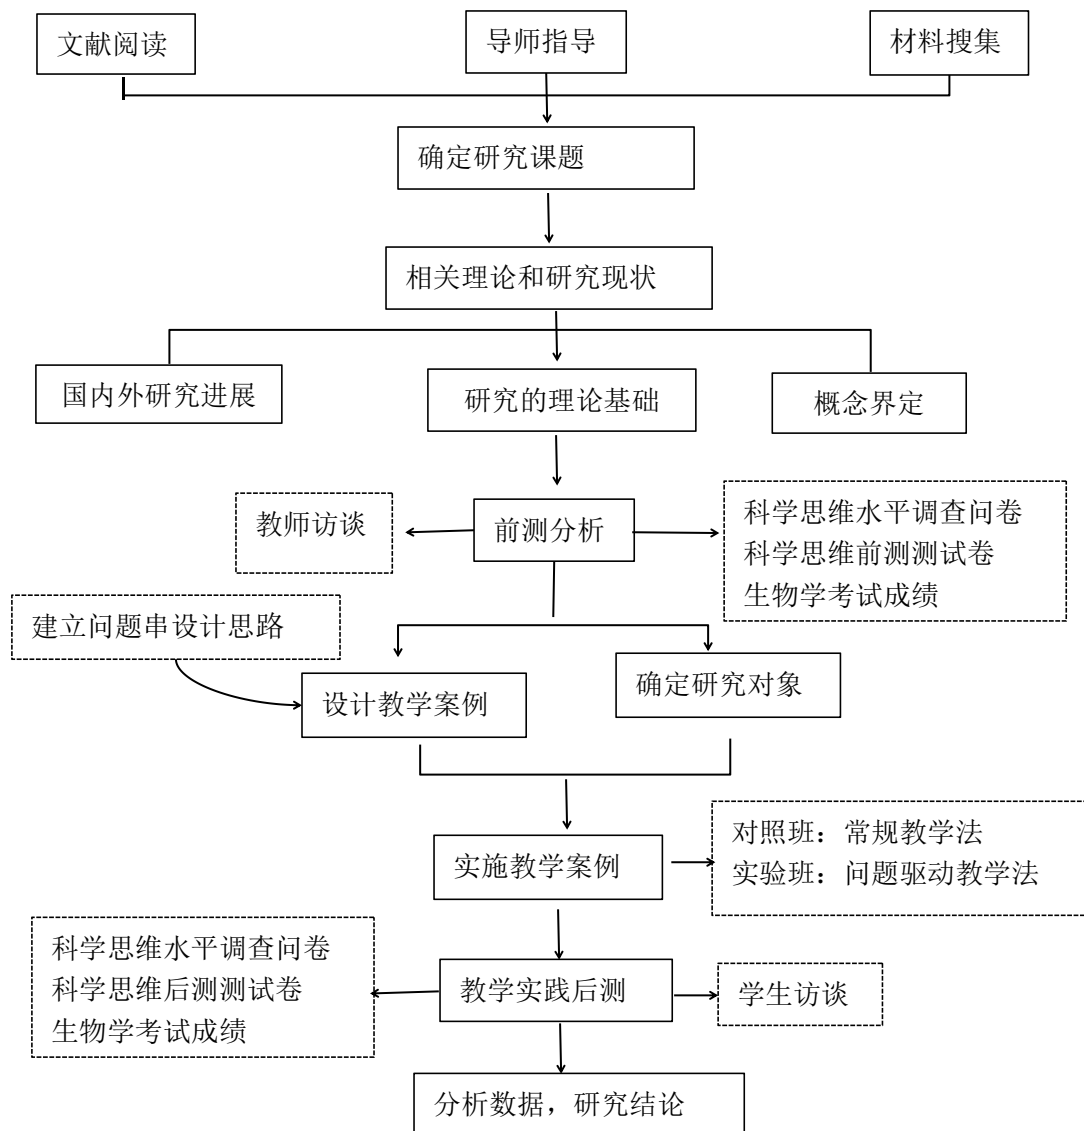 文献阅读
导师指导
材料搜集
确定研究课题
相关理论和研究现状
国内外研究进展
研究的理论基础
概念界定
教师访谈
前测分析
科学思维水平调查问卷
科学思维前测测试卷
生物学考试成绩
建立问题串设计思路
设计教学案例
确定研究对象
实施教学案例
对照班：常规教学法
实验班：问题驱动教学法
科学思维水平调查问卷
科学思维后测测试卷
生物学考试成绩
教学实践后测
学生访谈
分析数据，研究结论